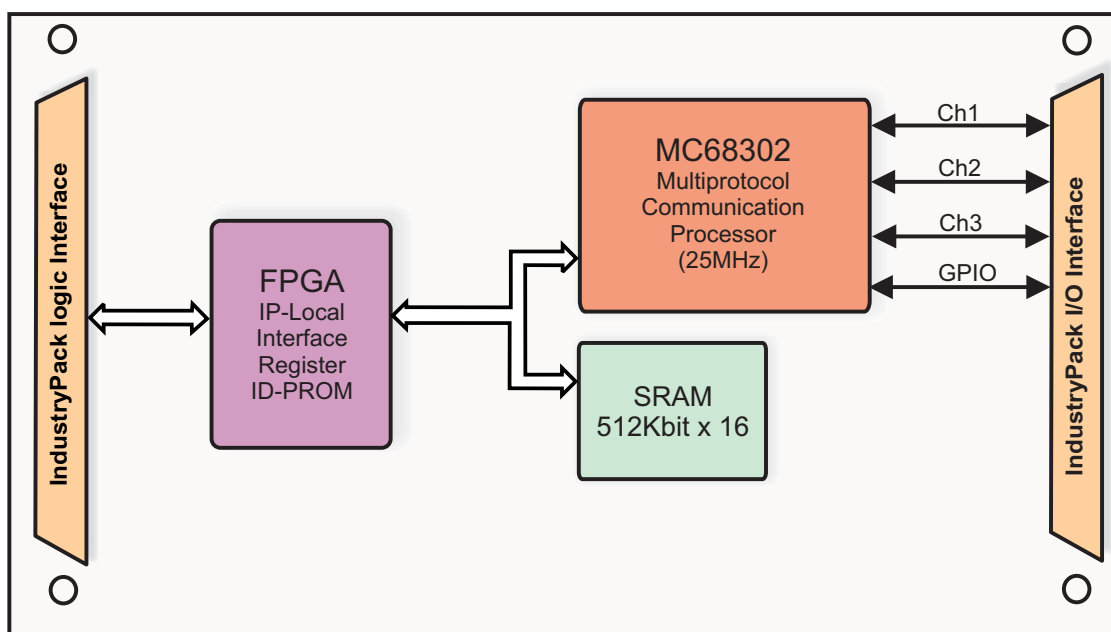 IndustryPack logic Interface
FPGA
IP-Local
Interface
Register
ID-PROM
MC68302
Multiprotocol
Communication
Processor
(25MHz)
SRAM
512Kbit x 16
Ch1
Ch2
Ch3
GPIO
IndustryPack I/O Interface